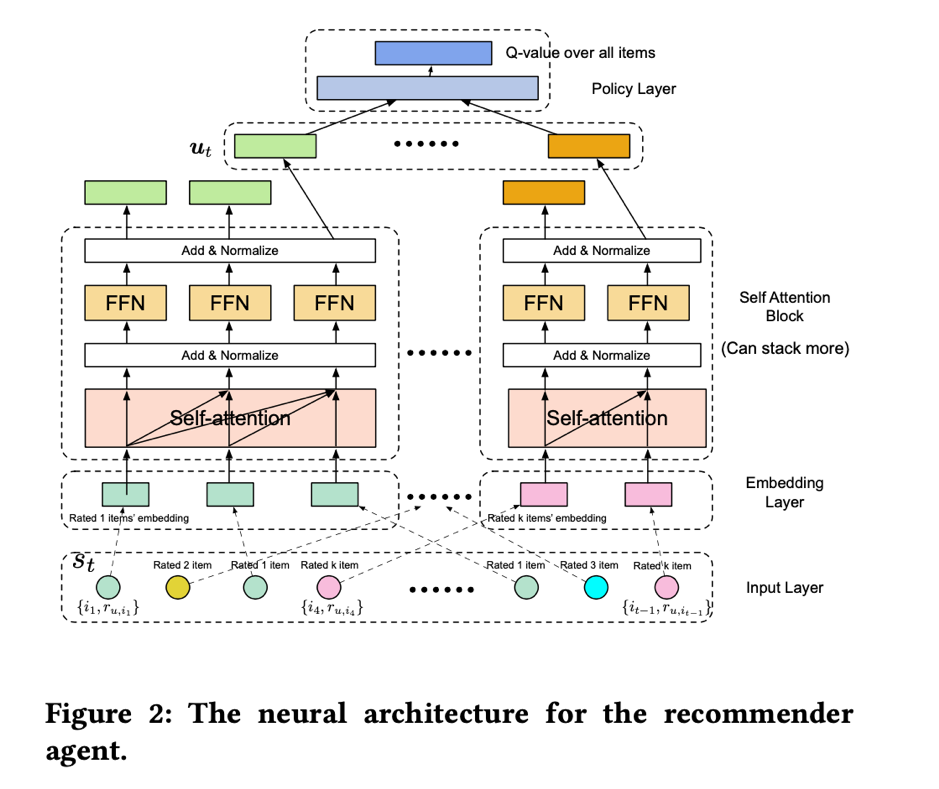 Q-value over all items
Policy Layer
u_t
Add & Normalize
Add & Normalize
FFN
FFN
FFN
FFN
FFN
Self Attention
Block
(Can stack more)
Add & Normalize
Add & Normalize
Self-attention
Self-attention
Embedding
Layer
Rated 1 items' embedding
Rated k items' embedding
s_t
Rated 2 item
Rated 1 item
Rated k item
Rated 1 item
Rated 3 item
Rated k item
Input Layer
{i_1, r_{u,i_1}}
{i_4, r_{u,i_4}}
{i_{t-1}, r_{u,i_{t-1}}}
Figure 2: The neural architecture for the recommender
agent.